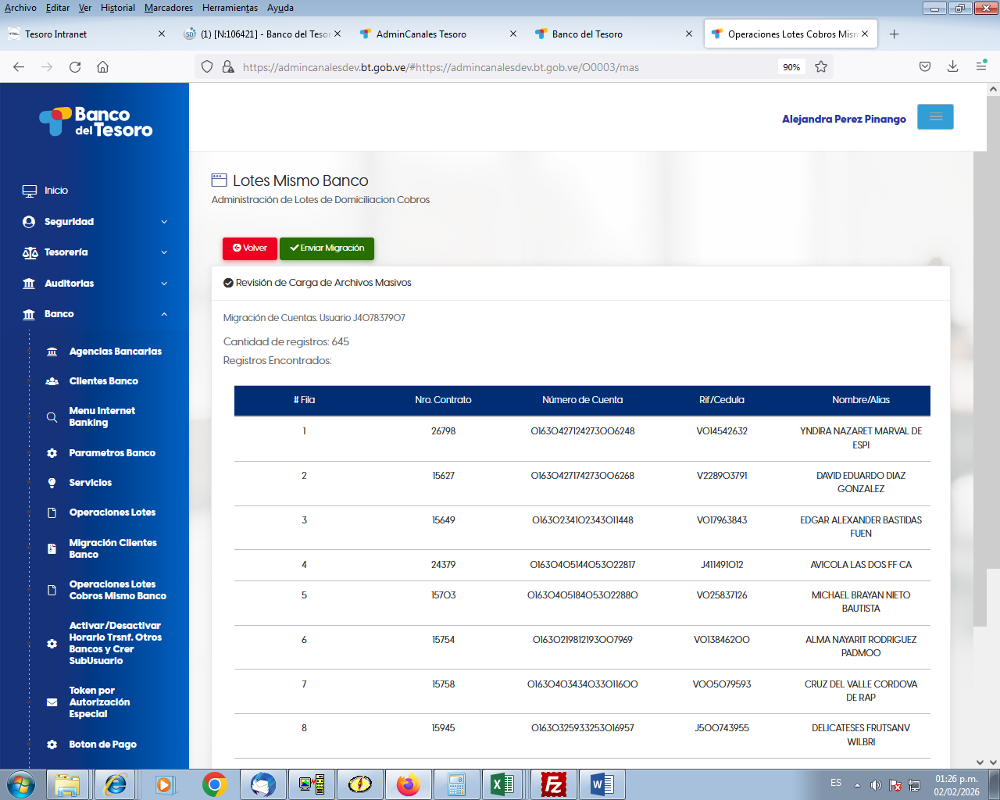 Archivo Editar Ver Historial Marcadores Herramientas Ayuda
Tesoro Intranet
(1) [N:106421] - Banco del Tesor
AdminCanales Tesoro
Banco del Tesoro
Operaciones Lotes Cobros Mism
https://admincanalesdev.bt.gob.ve/#https://admincanalesdev.bt.gob.ve/O0003/mas
90%
Banco
del Tesoro
Alejandra Perez Pinango
Inicio
Seguridad
Tesorería
Auditorias
Banco
Agencias Bancarias
Clientes Banco
Menu Internet
Banking
Parametros Banco
Servicios
Operaciones Lotes
Migración Clientes
Banco
Operaciones Lotes
Cobros Mismo Banco
Activar/Desactivar
Horario Trsnf. Otros
Bancos y Crer
SubUsuario
Token por
Autorización
Especial
Boton de Pago
Lotes Mismo Banco
Administración de Lotes de Domiciliacion Cobros
Volver
Enviar Migración
Revisión de Carga de Archivos Masivos
Migración de Cuentas. Usuario J407837907
Cantidad de registros: 645
Registros Encontrados:
# Fila Nro. Contrato Número de Cuenta Rif/Cedula Nombre/Alias
1 26798 01630427124273006248 V014542632 YNDIRA NAZARET MARVAL DE
ESPI
2 15627 01630427174273006268 V228903791 DAVID EDUARDO DIAZ
GONZALEZ
3 15649 01630234102343011448 V017963843 EDGAR ALEXANDER BASTIDAS
FUEN
4 24379 01630405144053022817 J411491012 AVICOLA LAS DOS FF CA
5 15703 01630405184053022880 V025837126 MICHAEL BRAYAN NIETO
BAUTISTA
6 15754 01630219812193007969 V013846200 ALMA NAYARIT RODRIGUEZ
PADMOO
7 15758 01630403434033011600 V005079593 CRUZ DEL VALLE CORDOVA
DE RAP
8 15945 01630325933253016957 J500743955 DELICATESES FRUTSANV
WILBRI
ES
01:26 p.m.
02/02/2026